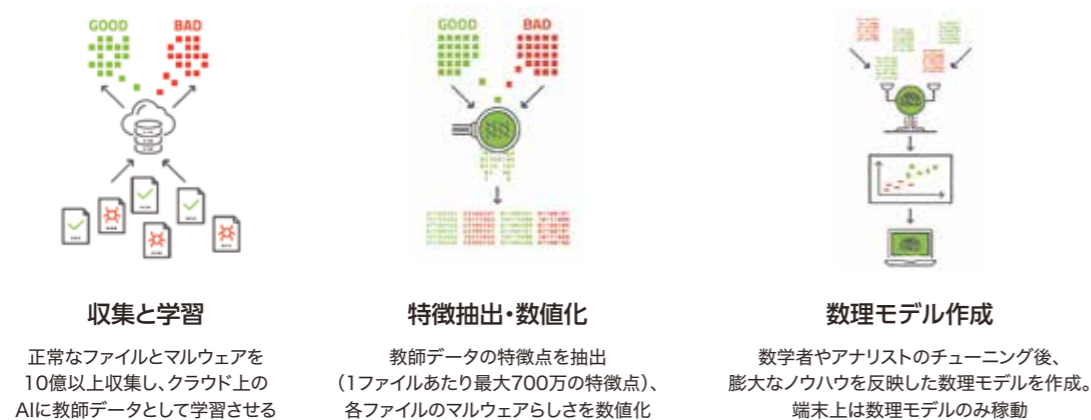 GOOD
BAD
収集と学習
正常なファイルとマルウェアを
10億以上収集し、クラウド上の
AIに教師データとして学習させる
GOOD
BAD
特徴抽出・数値化
教師データの特徴点を抽出
（1ファイルあたり最大700万の特徴点）、
各ファイルのマルウェアらしさを数値化
数理モデル作成
数学者やアナリストのチューニング後、
膨大なノウハウを反映した数理モデルを作成。
端末上は数理モデルのみ稼動